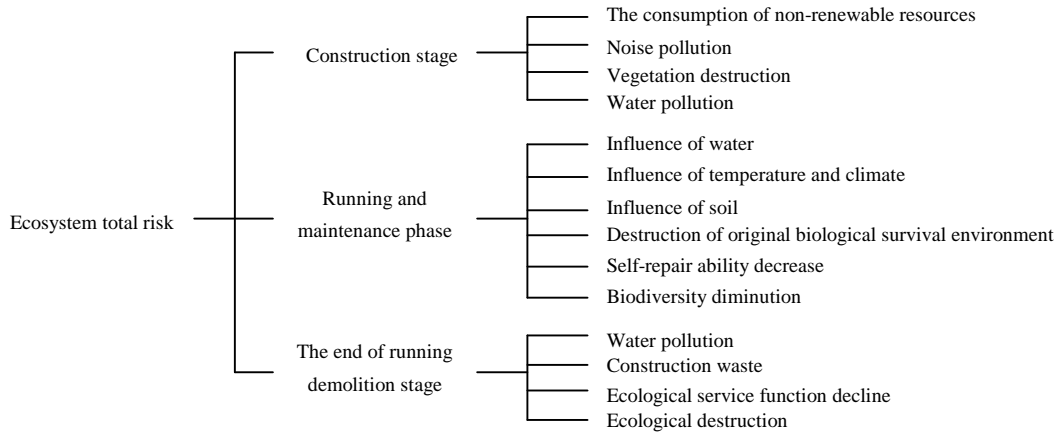 Ecosystem total risk
Construction stage
The consumption of non-renewable resources
Noise pollution
Vegetation destruction
Water pollution
Running and
maintenance phase
Influence of water
Influence of temperature and climate
Influence of soil
Destruction of original biological survival environment
Self-repair ability decrease
Biodiversity diminution
The end of running
demolition stage
Water pollution
Construction waste
Ecological service function decline
Ecological destruction